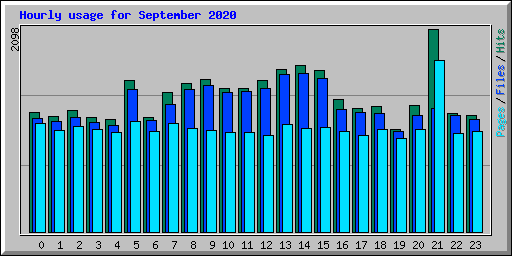 Hourly usage for September 2020
2098
Pages/Files/Hits
0 1 2 3 4 5 6 7 8 9 10 11 12 13 14 15 16 17 18 19 20 21 22 23